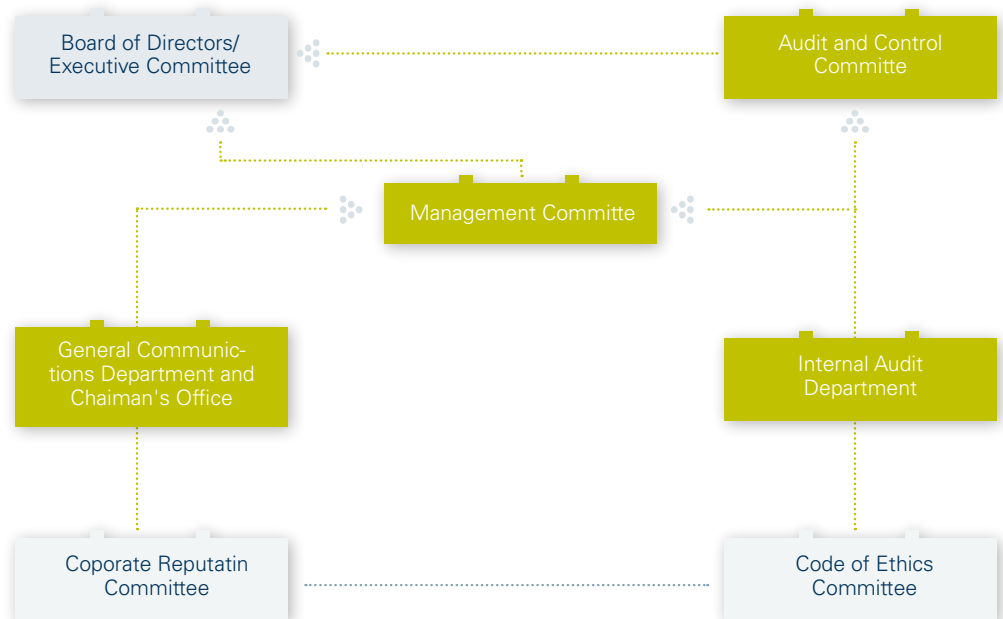 Board of Directors/
Executive Committee
Audit and Control
Committe
Management Committe
General Communic-
tions Department and
Chaiman's Office
Internal Audit
Department
Coporate Reputatin
Committee
Code of Ethics
Committee